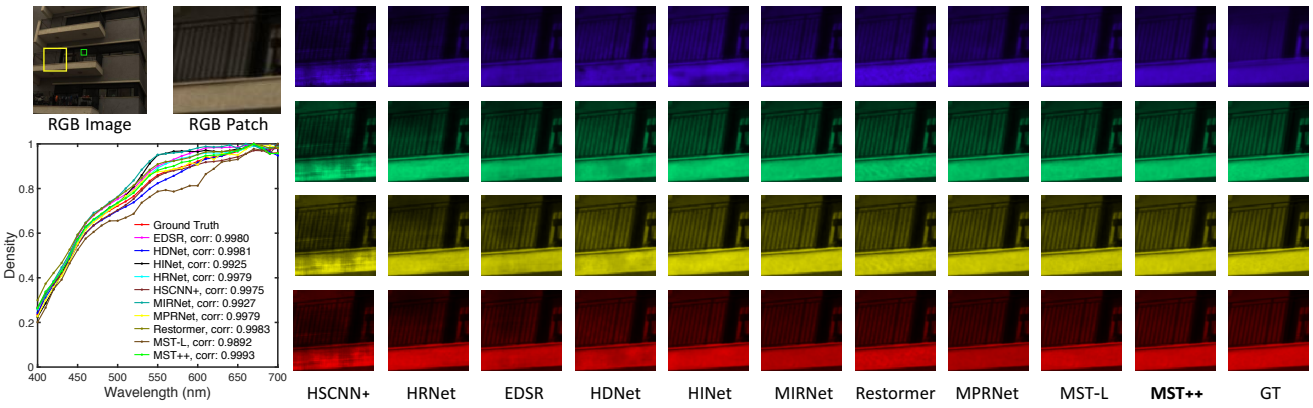 RGB Image
RGB Patch
1
0.8
0.6
0.4
0.2
0
Density
Ground Truth
EDSR, corr: 0.9980
HDNet, corr: 0.9981
HINet, corr: 0.9925
HRNet, corr: 0.9979
HSCNN+, corr: 0.9975
MIRNet, corr: 0.9927
MPRNet, corr: 0.9979
Restormer, corr: 0.9983
MST-L, corr: 0.9892
MST++, corr: 0.9993
400 450 500 550 600 650 700
Wavelength (nm)
HSCNN+ HRNet EDSR HDNet HINet MIRNet Restormer MPRNet MST-L MST++ GT